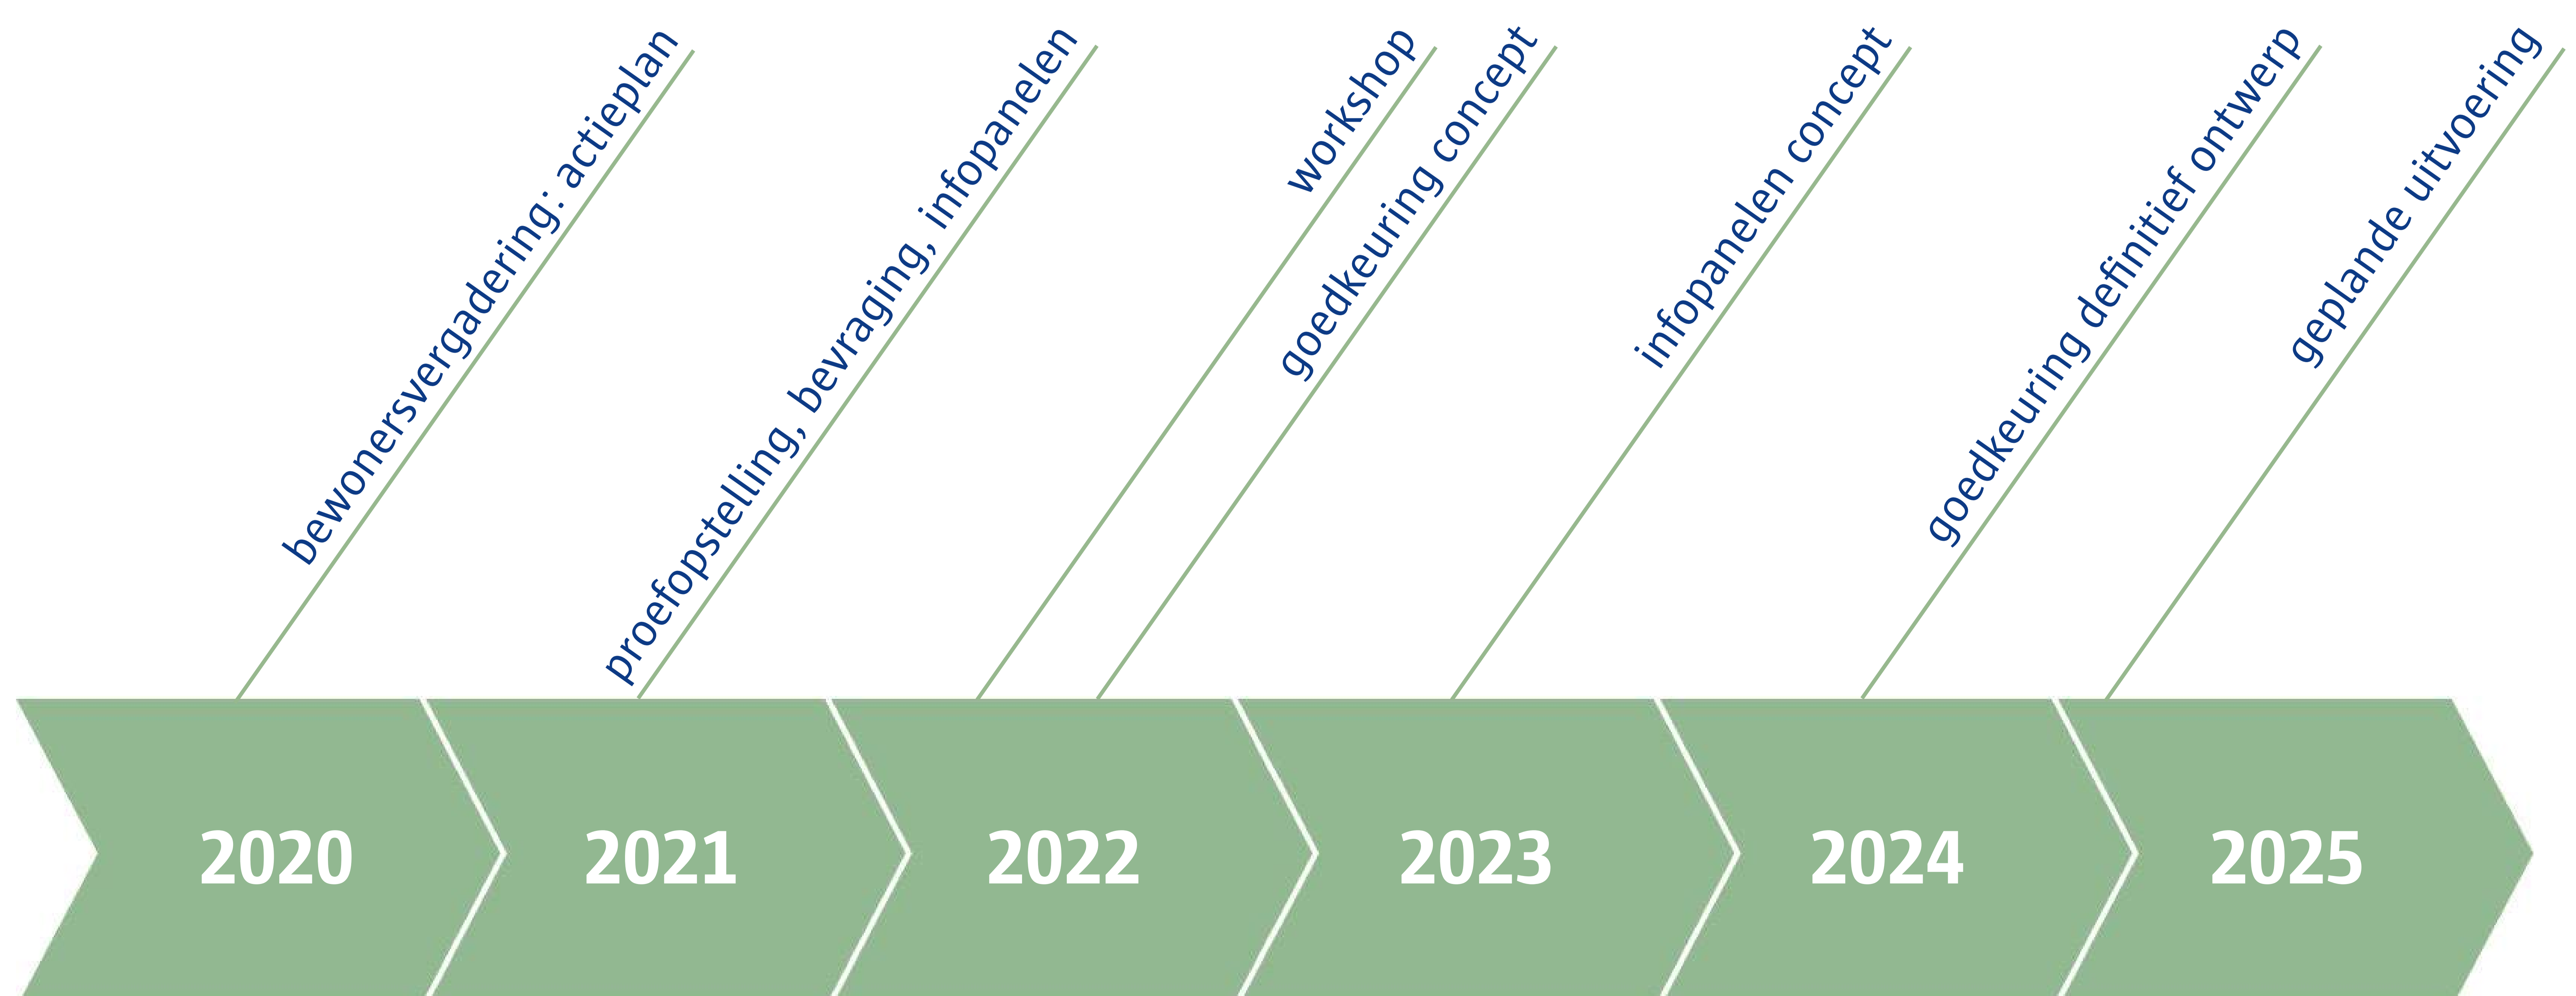 bewonersvergadering: actieplan
proefopstelling, bevraging, infopanelen
workshop
goedkeuring concept
infopanelen concept
goedkeuring definitief ontwerp
geplande uitvoering
2020
2021
2022
2023
2024
2025